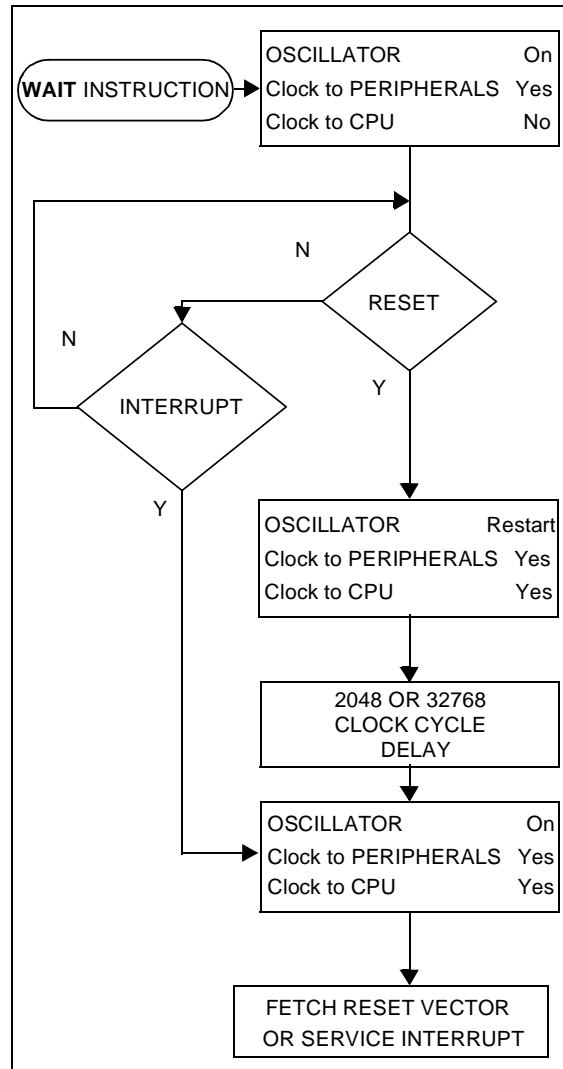 WAIT INSTRUCTION
OSCILLATOR On
Clock to PERIPHERALS Yes
Clock to CPU No
N
RESET
N
INTERRUPT
Y
Y
OSCILLATOR Restart
Clock to PERIPHERALS Yes
Clock to CPU Yes
2048 OR 32768
CLOCK CYCLE
DELAY
OSCILLATOR On
Clock to PERIPHERALS Yes
Clock to CPU Yes
FETCH RESET VECTOR
OR SERVICE INTERRUPT